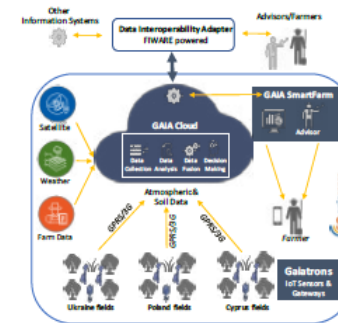 Other
Information Systems
Data Interoperability Adapter
FIWARE powered
Advisors/Farmers
GAIA SmartFarm
Advisor
Satellite
GAIA Cloud
Data
Collection
Data
Analysis
Data
Fusion
Decision
Making
Weather
Atmospheric&
Soil Data
Farm Data
GPRS/3G
GPRS/3G
GPRS/3G
Farmer
Gaiatrons
IoT Sensors &
Gateways
Ukraine fields
Poland fields
Cyprus fields